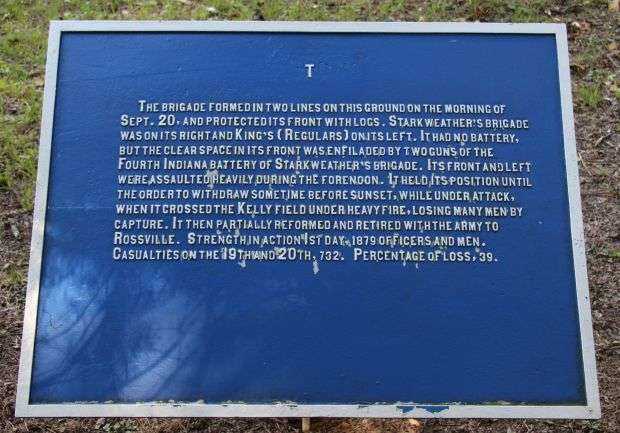 T
The brigade formed in two lines on this ground on the morning of
Sept. 20, and protected its front with logs. Starkweather's brigade
was on its right and King's (Regulars) on its left. It had no battery,
but the clear space in its front was enfiladed by two guns of the
Fourth Indiana battery of Starkweather's brigade. Its front and left
were assaulted heavily during the forenoon. It held its position until
the order to withdraw sometime before sunset, while under attack,
when it crossed the Kelly field under heavy fire, losing many men by
capture. It then partially reformed and retired with the army to
Rossville. Strength in action 1st day, 1879 officers and men.
Casualties on the 19th and 20th, 732. Percentage of loss, 39.